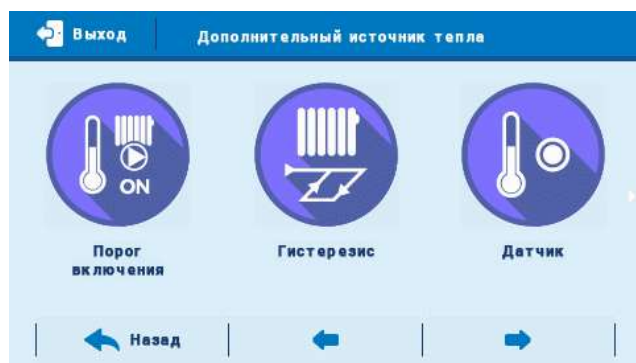 Выход
Дополнительный источник тепла
ON
Порог
включения
Гистерезис
Датчик
Назад